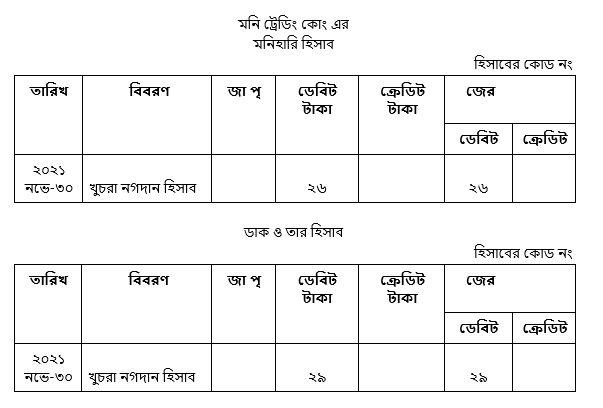 মনি ট্রেডিং কোং এর
মনিহারি হিসাব
হিসাবের কোড নং
তারিখ বিবরণ জা পৃ ডেবিট টাকা ক্রেডিট টাকা জের
ডেবিট ক্রেডিট
২০২১
নভে-৩০ খুচরা নগদান হিসাব ২৬ ২৬
ডাক ও তার হিসাব
হিসাবের কোড নং
তারিখ বিবরণ জা পৃ ডেবিট টাকা ক্রেডিট টাকা জের
ডেবিট ক্রেডিট
২০২১
নভে-৩০ খুচরা নগদান হিসাব ২৯ ২৯